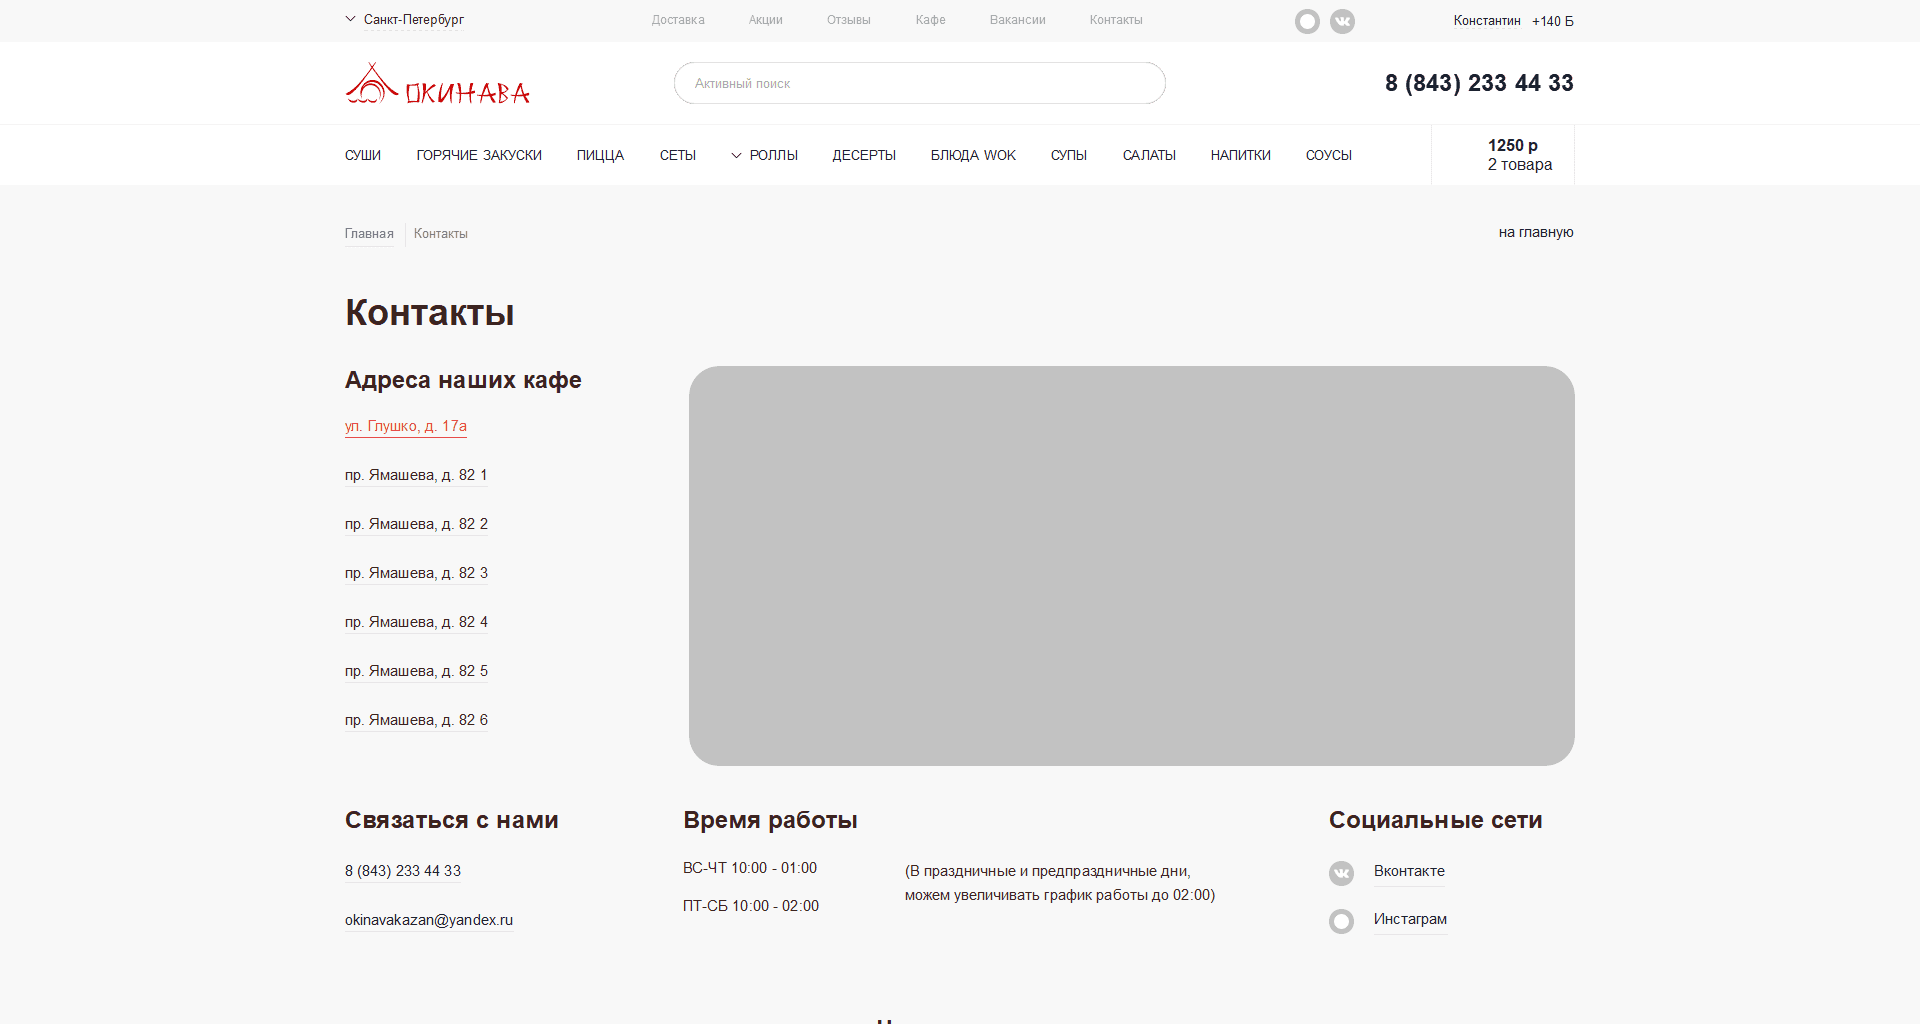 Санкт-Петербург
Доставка Акции Отзывы Кафе Вакансии Контакты
Константин +140 Б
ОКИНАВА
Активный поиск
8 (843) 233 44 33
СУШИ ГОРЯЧИЕ ЗАКУСКИ ПИЦЦА СЕТЫ РОЛЛЫ ДЕСЕРТЫ БЛЮДА WOK СУПЫ САЛАТЫ НАПИТКИ СОУСЫ
1250 р
2 товара
Главная Контакты
на главную
Контакты
Адреса наших кафе
ул. Глушко, д. 17а
пр. Ямашева, д. 82 1
пр. Ямашева, д. 82 2
пр. Ямашева, д. 82 3
пр. Ямашева, д. 82 4
пр. Ямашева, д. 82 5
пр. Ямашева, д. 82 6
Связаться с нами
8 (843) 233 44 33
okinavakazan@yandex.ru
Время работы
ВС-ЧТ 10:00 - 01:00
ПТ-СБ 10:00 - 02:00
(В праздничные и предпраздничные дни,
можем увеличивать график работы до 02:00)
Социальные сети
Вконтакте
Инстаграм